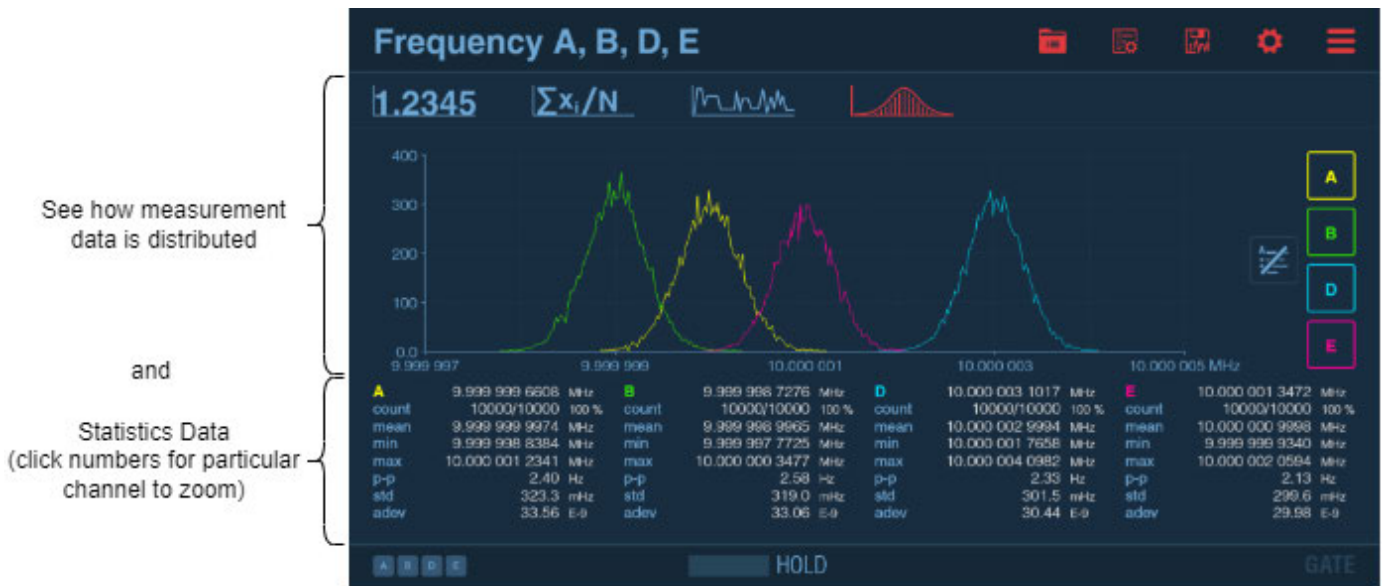 Frequency A, B, D, E
1.2345 Σxᵢ/N
See how measurement
data is distributed
and
Statistics Data
(click numbers for particular
channel to zoom)
400
300
200
100
0.0
9.999 997 9.999 999 10.000 001 10.000 003 10.000 005 MHz
A
B
D
E
A 9.999 999 6608 MHz B 9.999 998 7276 MHz D 10.000 003 1017 MHz E 10.000 001 3472 MHz
count 10000/10000 100 % count 10000/10000 100 % count 10000/10000 100 % count 10000/10000 100 %
mean 9.999 999 9974 MHz mean 9.999 998 9965 MHz mean 10.000 002 9994 MHz mean 10.000 000 9998 MHz
min 9.999 998 8384 MHz min 9.999 997 7725 MHz min 10.000 001 7658 MHz min 9.999 999 9340 MHz
max 10.000 001 2341 MHz max 10.000 000 3477 MHz max 10.000 004 0982 MHz max 10.000 002 0594 MHz
p-p 2.40 Hz p-p 2.58 Hz p-p 2.33 Hz p-p 2.13 Hz
std 323.3 mHz std 319.0 mHz std 301.5 mHz std 299.6 mHz
adev 33.56 E-9 adev 33.06 E-9 adev 30.44 E-9 adev 29.98 E-9
A B D E HOLD GATE